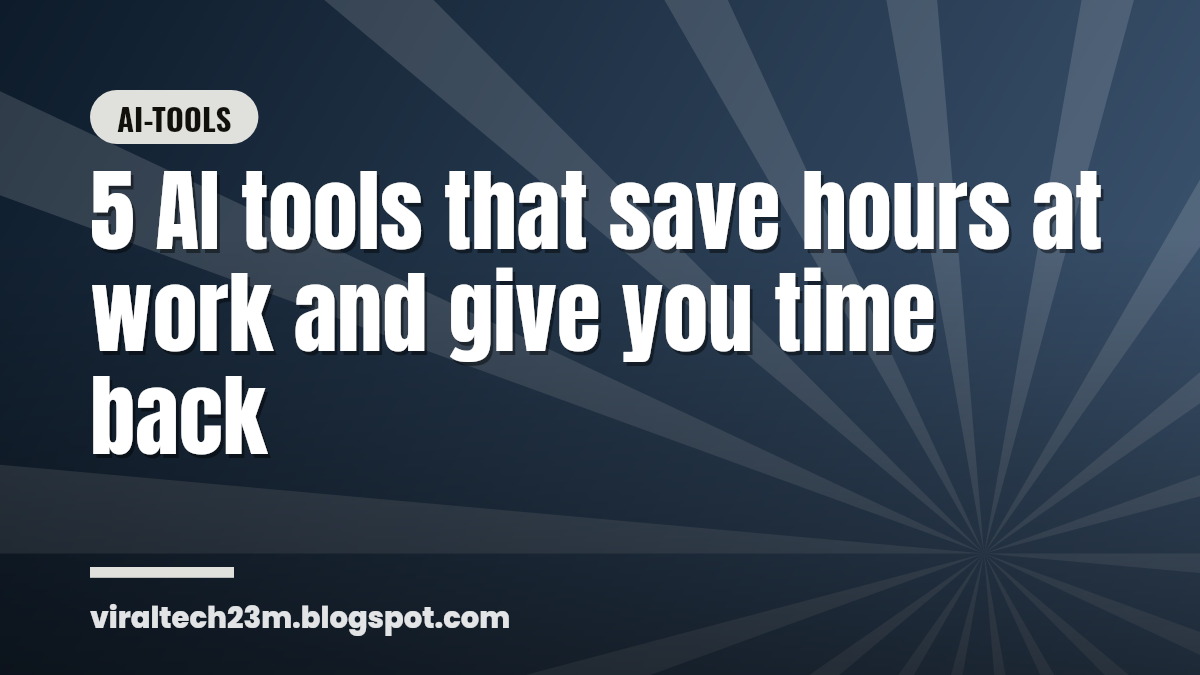 AI-TOOLS
5 AI tools that save hours at
work and give you time
back
viraltech23m.blogspot.com